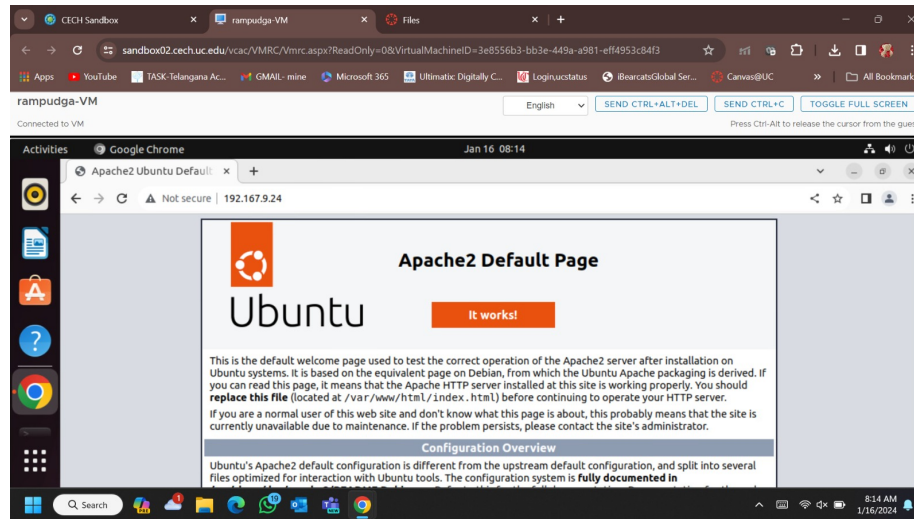 CECH Sandbox
rampudga-VM
Files
sandbox02.cech.uc.edu/vcac/VMRC/Vmrc.aspx?ReadOnly=0&VirtualMachineID=3e8556b3-bb3e-449a-a981-eff4953c84f3
Apps
YouTube
TASK-Telangana Ac...
GMAIL- mine
Microsoft 365
Ultimatix Digitally C...
Login,ucstatus
iBearcatsGlobal Ser...
Canvas@UC
»
All Bookmark
rampudga-VM
English
SEND CTRL+ALT+DEL
SEND CTRL+C
TOGGLE FULL SCREEN
Connected to VM
Press Ctrl-Alt to release the cursor from the gues
Activities
Google Chrome
Jan 16 08:14
Apache2 Ubuntu Default
Not secure
192.167.9.24
Apache2 Default Page
Ubuntu
It works!
This is the default welcome page used to test the correct operation of the Apache2 server after installation on
Ubuntu systems. It is based on the equivalent page on Debian, from which the Ubuntu Apache packaging is derived. If
you can read this page, it means that the Apache HTTP server installed at this site is working properly. You should
replace this file (located at /var/www/html/index.html) before continuing to operate your HTTP server.
If you are a normal user of this web site and don't know what this page is about, this probably means that the site is
currently unavailable due to maintenance. If the problem persists, please contact the site's administrator.
Configuration Overview
Ubuntu's Apache2 default configuration is different from the upstream default configuration, and split into several
files optimized for interaction with Ubuntu tools. The configuration system is fully documented in
Search
8:14 AM
1/16/2024